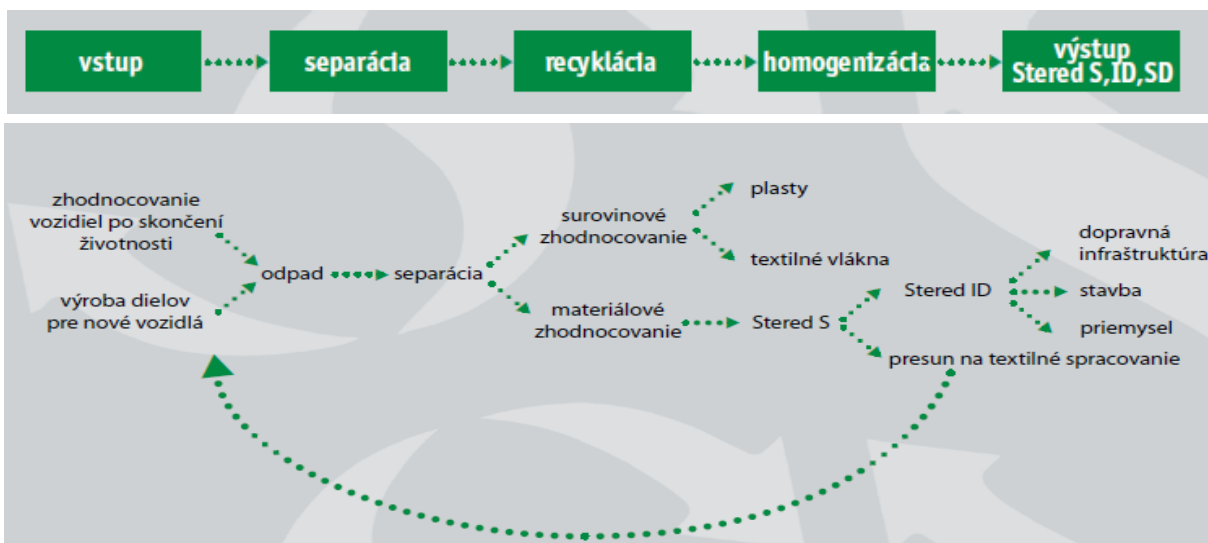 vstup
separácia
recyklácia
homogenizácia
výstup
Stered S,ID,SD
zhodnocovanie
vozidiel po skončení
životnosti
výroba dielov
pre nové vozidlá
odpad
separácia
surovinové
zhodnocovanie
materiálové
zhodnocovanie
plasty
textilné vlákna
Stered S
Stered ID
presun na textilné spracovanie
dopravná
infraštruktúra
stavba
priemysel